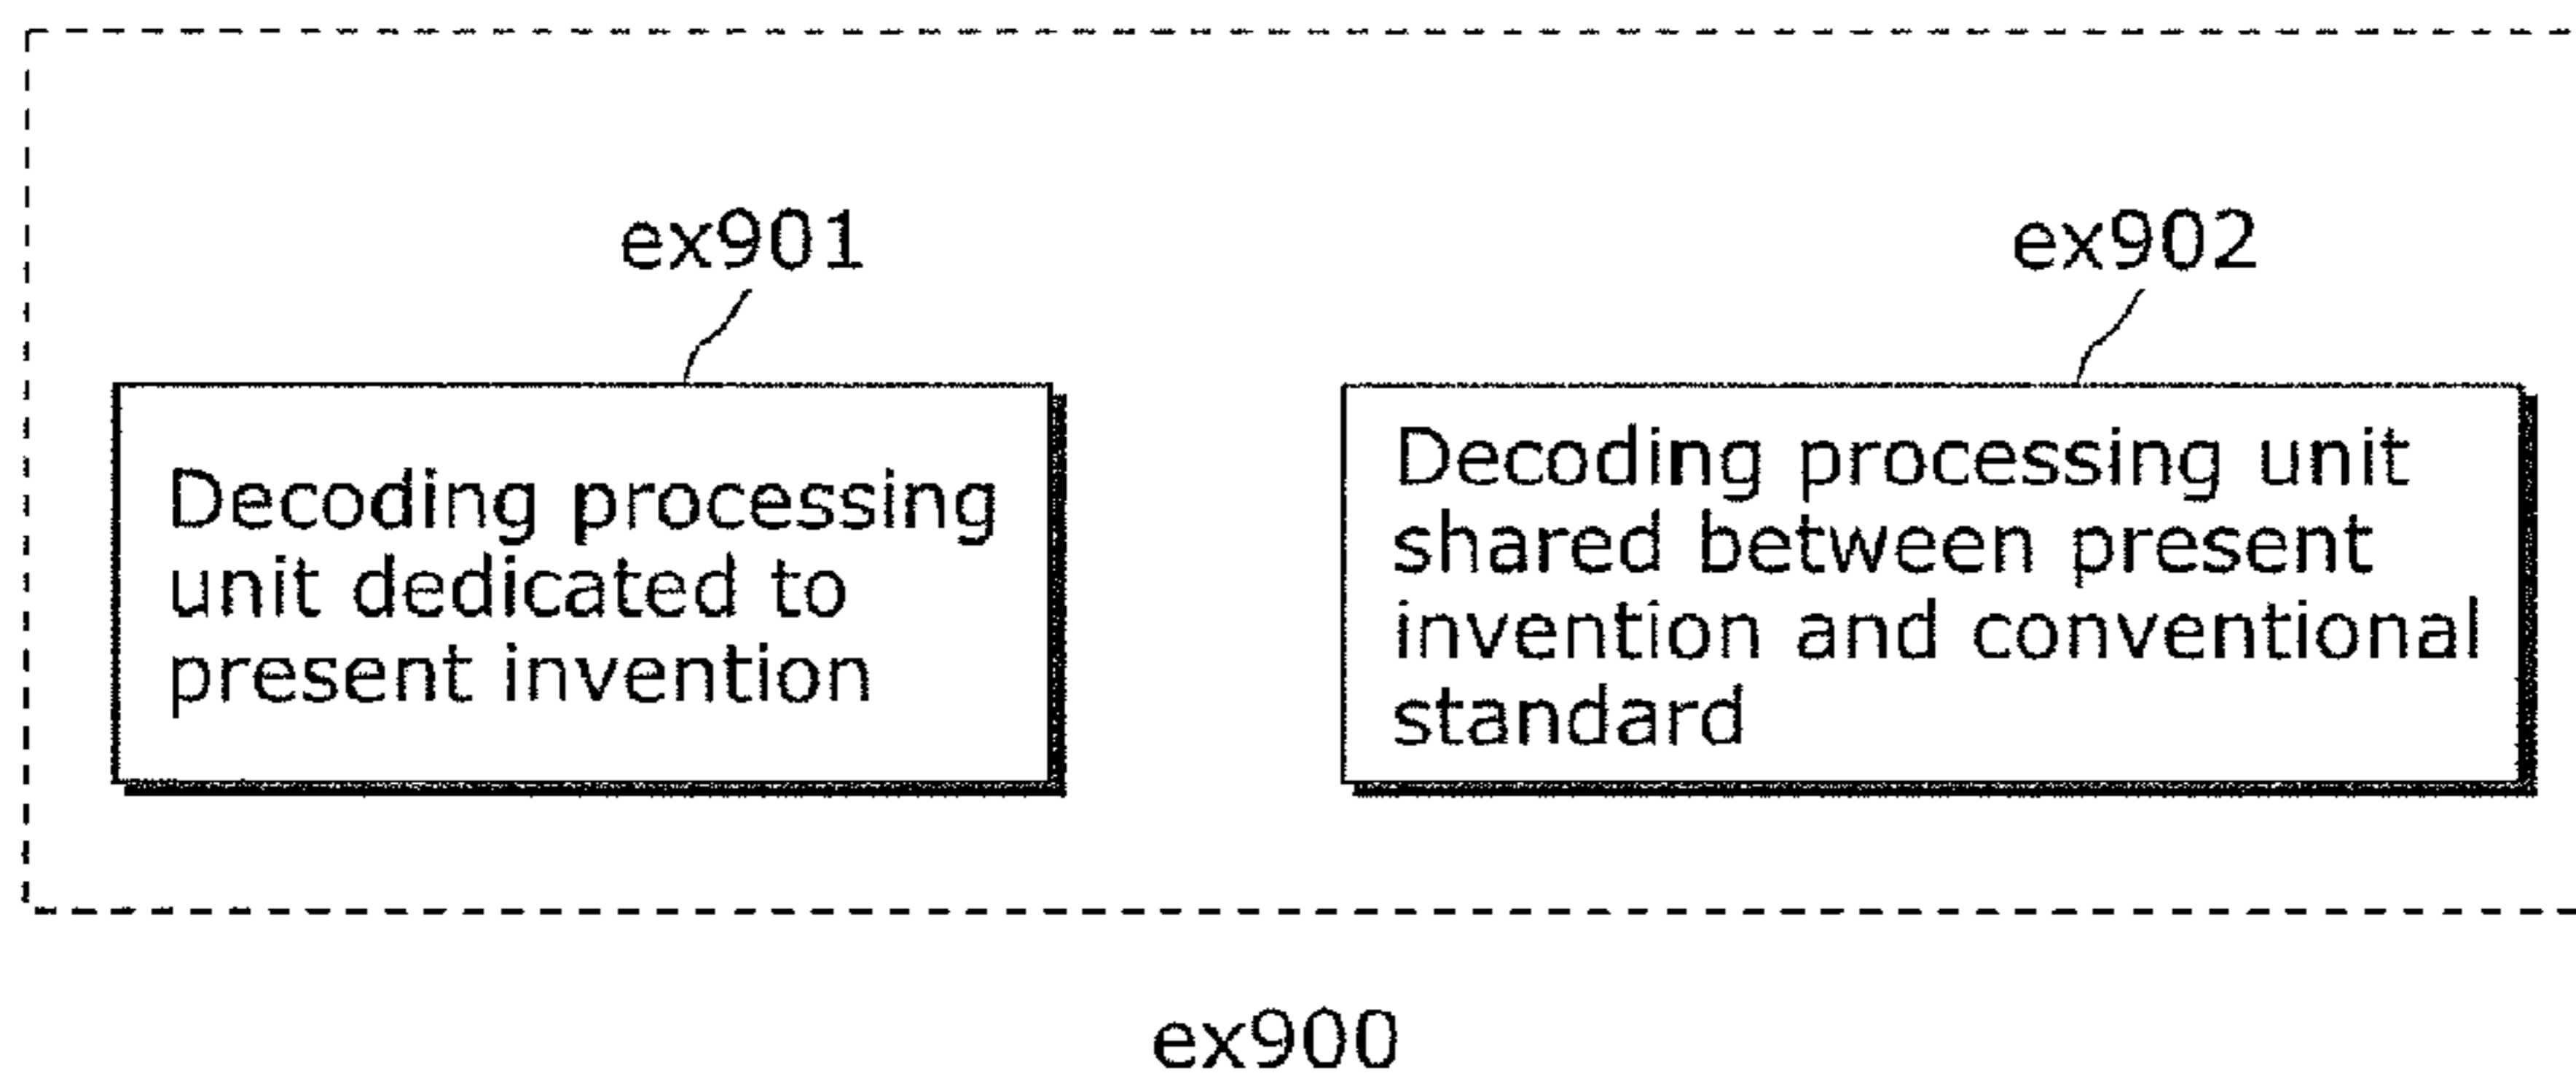 ex901
Decoding processing
unit dedicated to
present invention
ex902
Decoding processing unit
shared between present
invention and conventional
standard
ex900